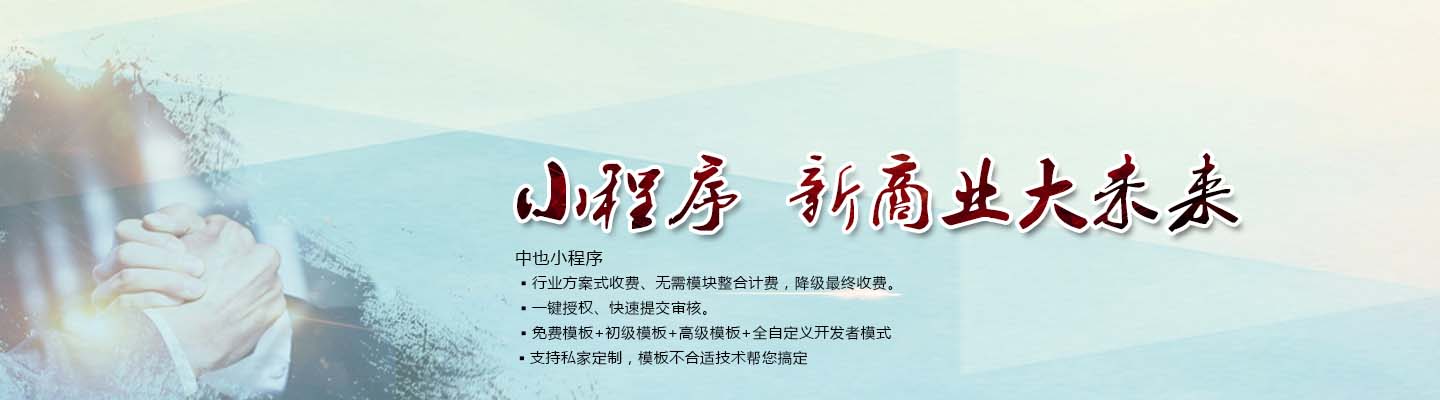 小程序 新商业大未来
中也小程序
▪ 行业方案式收费、无需模块整合计费，降级最终收费。
▪ 一键授权、快速提交审核。
▪ 免费模板+初级模板+高级模板+全自定义开发者模式
▪ 支持私家定制，模板不合适技术帮您搞定